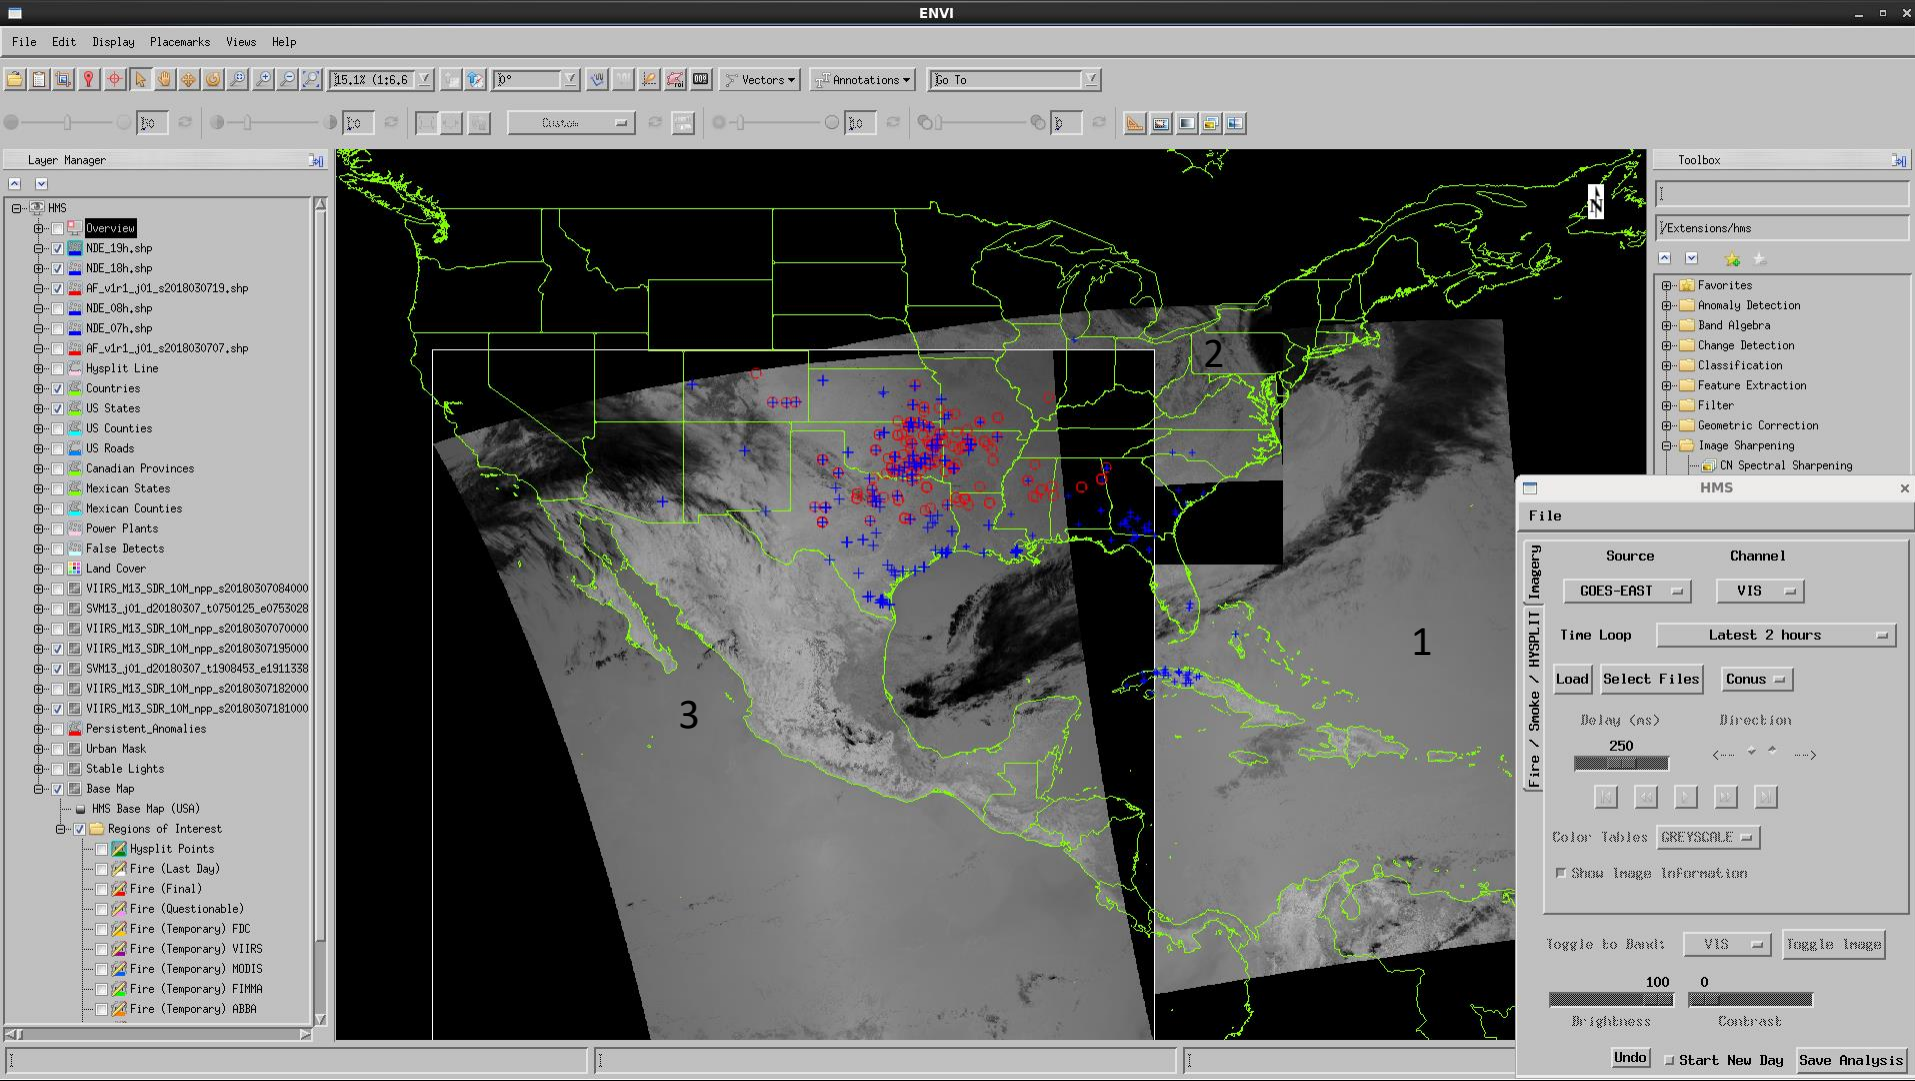 ENVI
File Edit Display Placemarks Views Help
15.1% (1:6.6
0°
Vectors
Annotations
Go To
Custom
Layer Manager
HMS
Overview
NDE_19h.shp
NDE_18h.shp
AF_v1r1_j01_s2018030719.shp
NDE_08h.shp
NDE_07h.shp
AF_v1r1_j01_s2018030707.shp
Hysplit Line
Countries
US States
US Counties
US Roads
Canadian Provinces
Mexican States
Mexican Counties
Power Plants
False Detects
Land Cover
VIIRS_M13_SDR_10M_npp_s20180307084000
SVM13_j01_d20180307_t0750125_e0753028
VIIRS_M13_SDR_10M_npp_s20180307070000
VIIRS_M13_SDR_10M_npp_s20180307195000
SVM13_j01_d20180307_t1908453_e1911338
VIIRS_M13_SDR_10M_npp_s20180307182000
VIIRS_M13_SDR_10M_npp_s20180307181000
Persistent_Anomalies
Urban Mask
Stable Lights
Base Map
HMS Base Map (USA)
Regions of Interest
Hysplit Points
Fire (Last Day)
Fire (Final)
Fire (Questionable)
Fire (Temporary) FDC
Fire (Temporary) VIIRS
Fire (Temporary) MODIS
Fire (Temporary) FIMMA
Fire (Temporary) ABBA
N
2
1
3
Toolbox
/Extensions/hms
Favorites
Anomaly Detection
Band Algebra
Change Detection
Classification
Feature Extraction
Filter
Geometric Correction
Image Sharpening
CN Spectral Sharpening
HMS
File
Imagery
Fire / Smoke / HYSPLIT
Source Channel
GOES-EAST VIS
Time Loop Latest 2 hours
Load Select Files Conus
Delay (ms) Direction
250
<--- --->
Color Tables GREYSCALE
Show Image Information
Toggle to Band: VIS Toggle Image
100 0
Brightness Contrast
Undo Start New Day Save Analysis